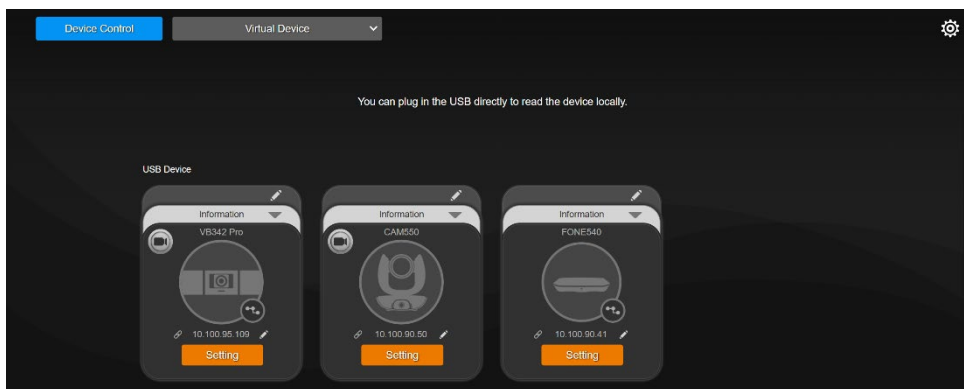 Device Control
Virtual Device
You can plug in the USB directly to read the device locally.
USB Device
Information
VB342 Pro
10.100.95.109
Setting
Information
CAM550
10.100.90.50
Setting
Information
FONE540
10.100.90.41
Setting